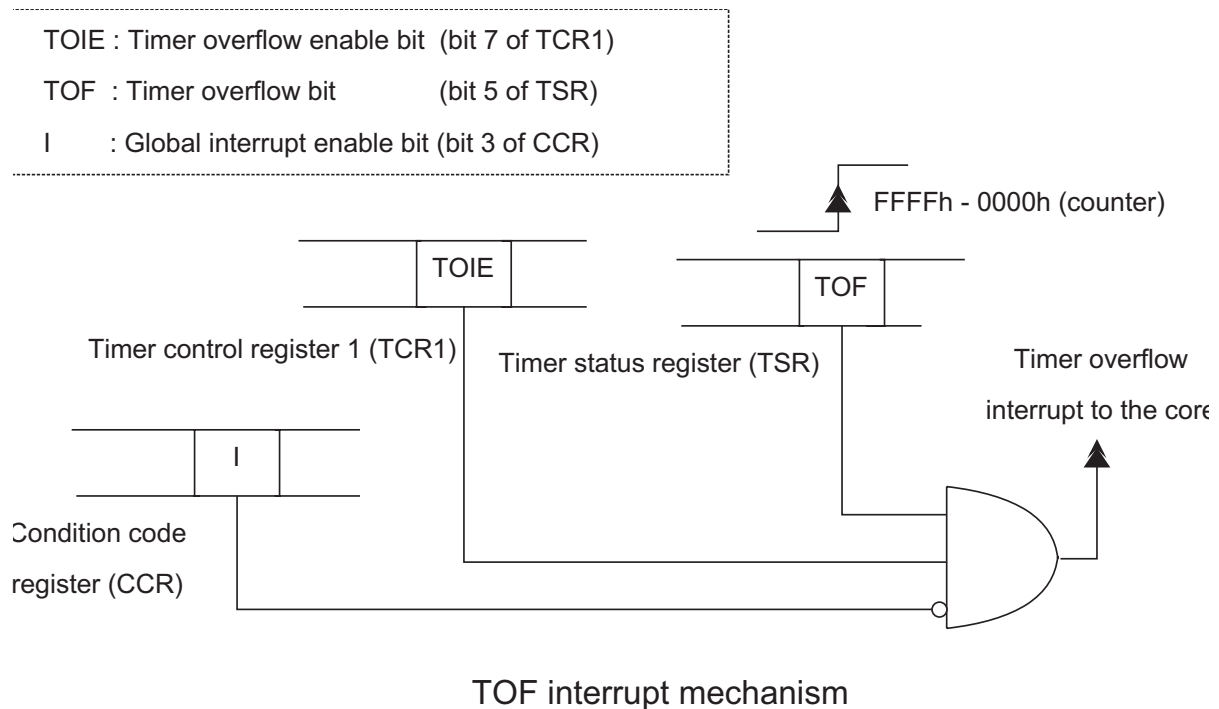 TOIE : Timer overflow enable bit (bit 7 of TCR1)
TOF : Timer overflow bit (bit 5 of TSR)
I : Global interrupt enable bit (bit 3 of CCR)
FFFFh - 0000h (counter)
TOIE
TOF
Timer control register 1 (TCR1)
Timer status register (TSR)
Timer overflow
interrupt to the core
I
Condition code
register (CCR)
TOF interrupt mechanism